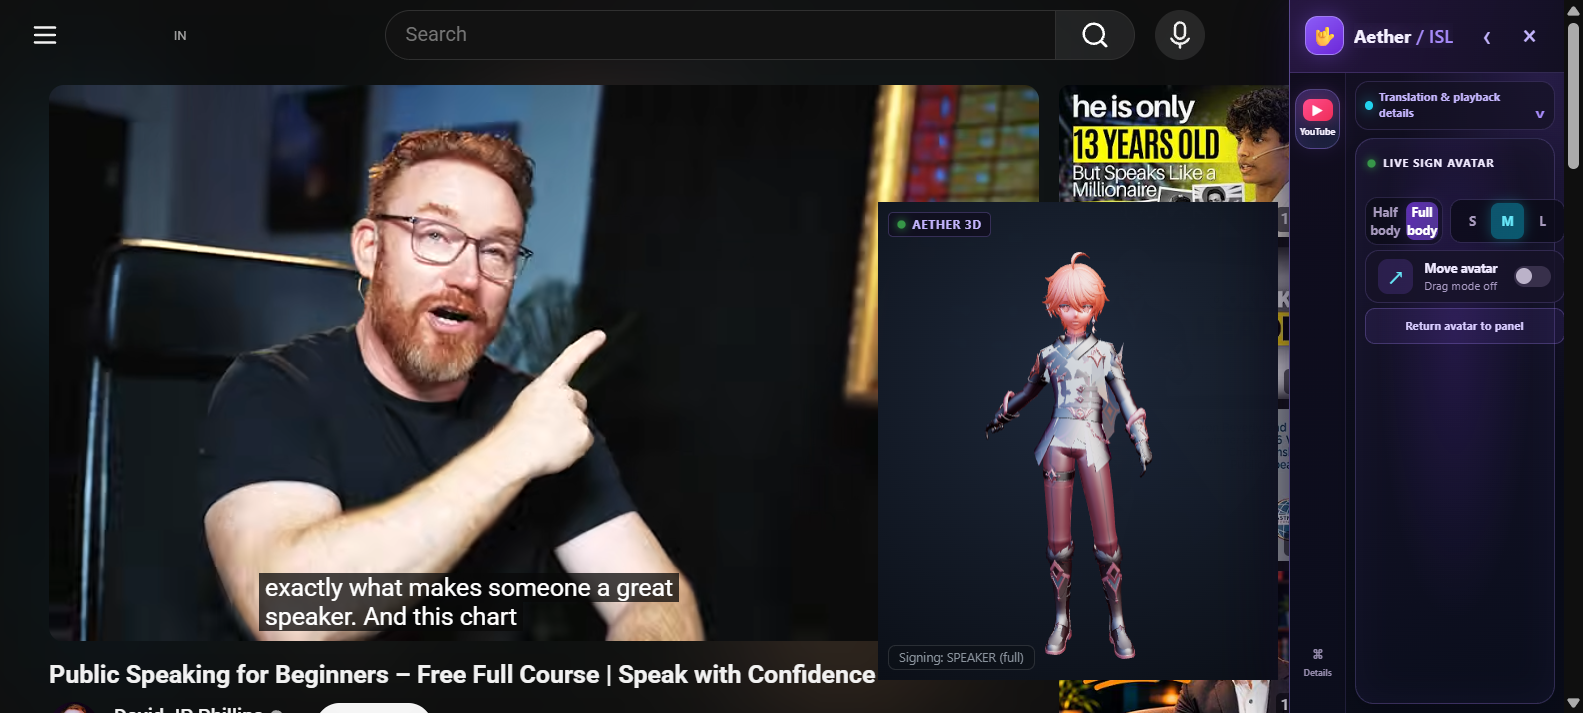 IN
Search
he is only
13 YEARS OLD
But Speaks Like a
Millionaire
exactly what makes someone a great
speaker. And this chart
Public Speaking for Beginners – Free Full Course | Speak with Confidence
AETHER 3D
Signing: SPEAKER (full)
Aether / ISL
YouTube
Details
Translation & playback
details
LIVE SIGN AVATAR
Half
body
Full
body
S
M
L
Move avatar
Drag mode off
Return avatar to panel